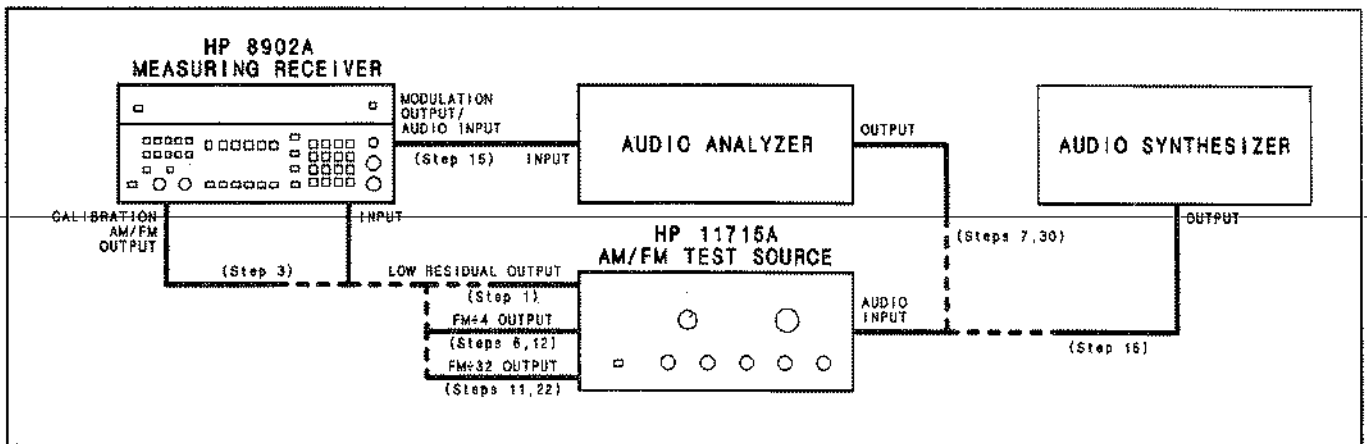 HP 8902A
MEASURING RECEIVER
MODULATION
OUTPUT/
AUDIO INPUT
(Step 15)
INPUT
AUDIO ANALYZER
OUTPUT
AUDIO SYNTHESIZER
OUTPUT
CALIBRATION
AM/FM
OUTPUT
INPUT
(Step 3)
HP 11715A
AM/FM TEST SOURCE
(Steps 7,30)
LOW RESIDUAL OUTPUT
(Step 1)
FM÷4 OUTPUT
(Steps 6,12)
FM÷32 OUTPUT
(Steps 11,22)
AUDIO
INPUT
(Step 16)